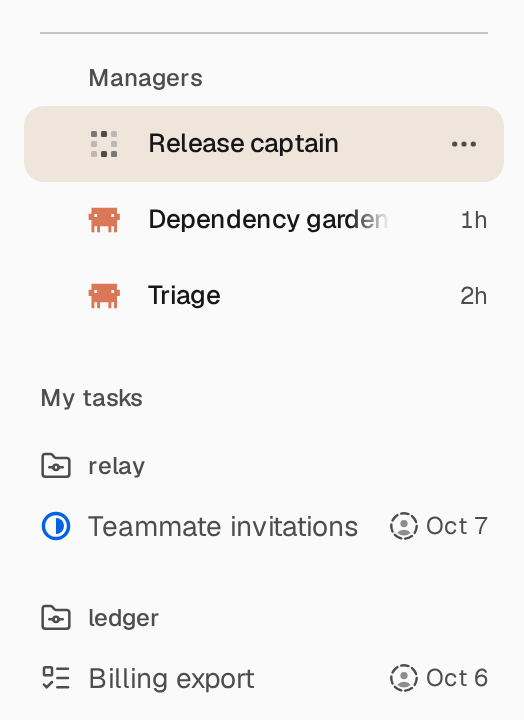 Managers
Release captain
Dependency garden 1h
Triage 2h
My tasks
relay
Teammate invitations Oct 7
ledger
Billing export Oct 6